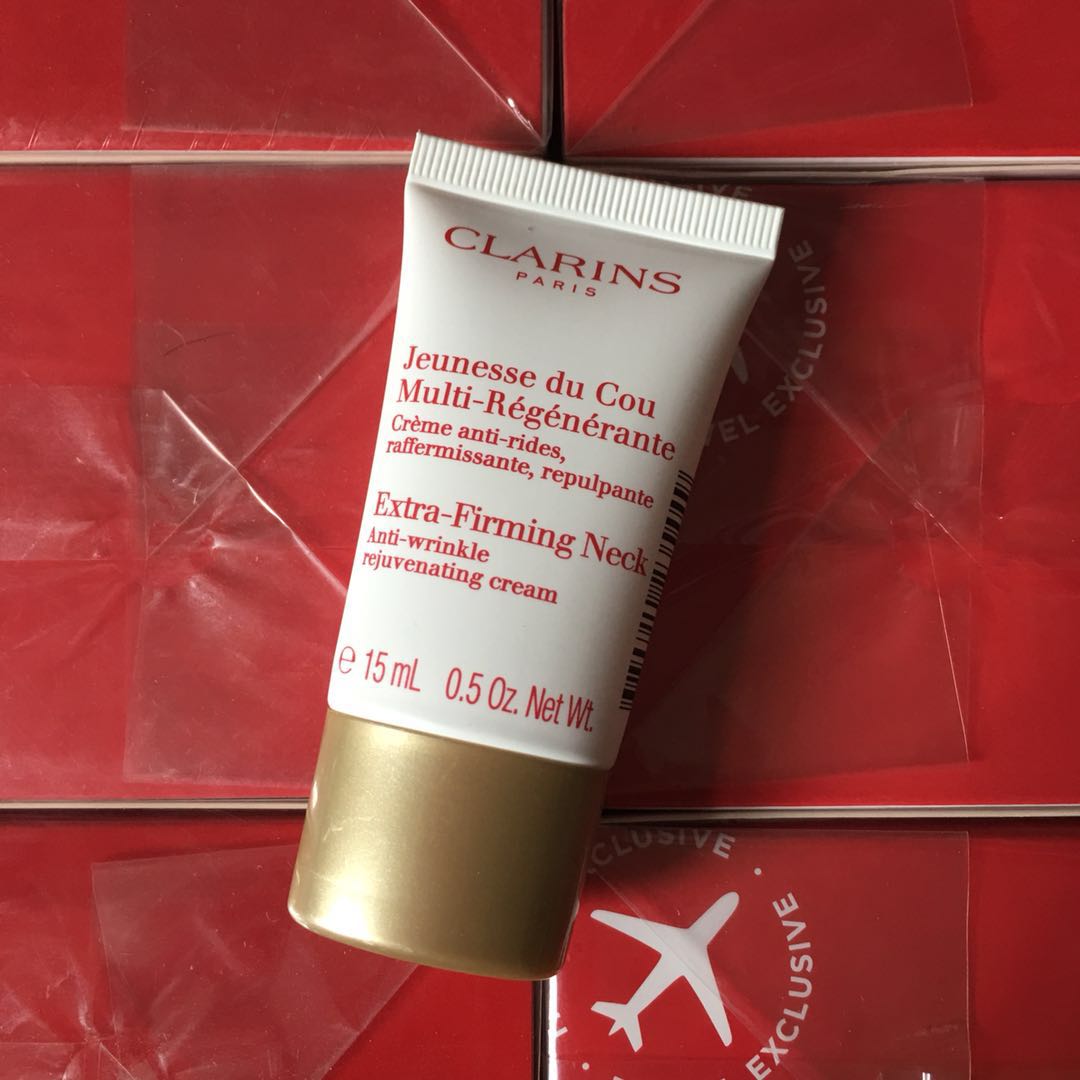 CLARINS
PARIS
Jeunesse du Cou
Multi-Régénérante
Crème anti-rides,
raffermissante, repulpante
Extra-Firming Neck
Anti-wrinkle
rejuvenating cream
e 15 mL 0.5 Oz. Net Wt.
EXCLUSIVE
EXCLUSIVE